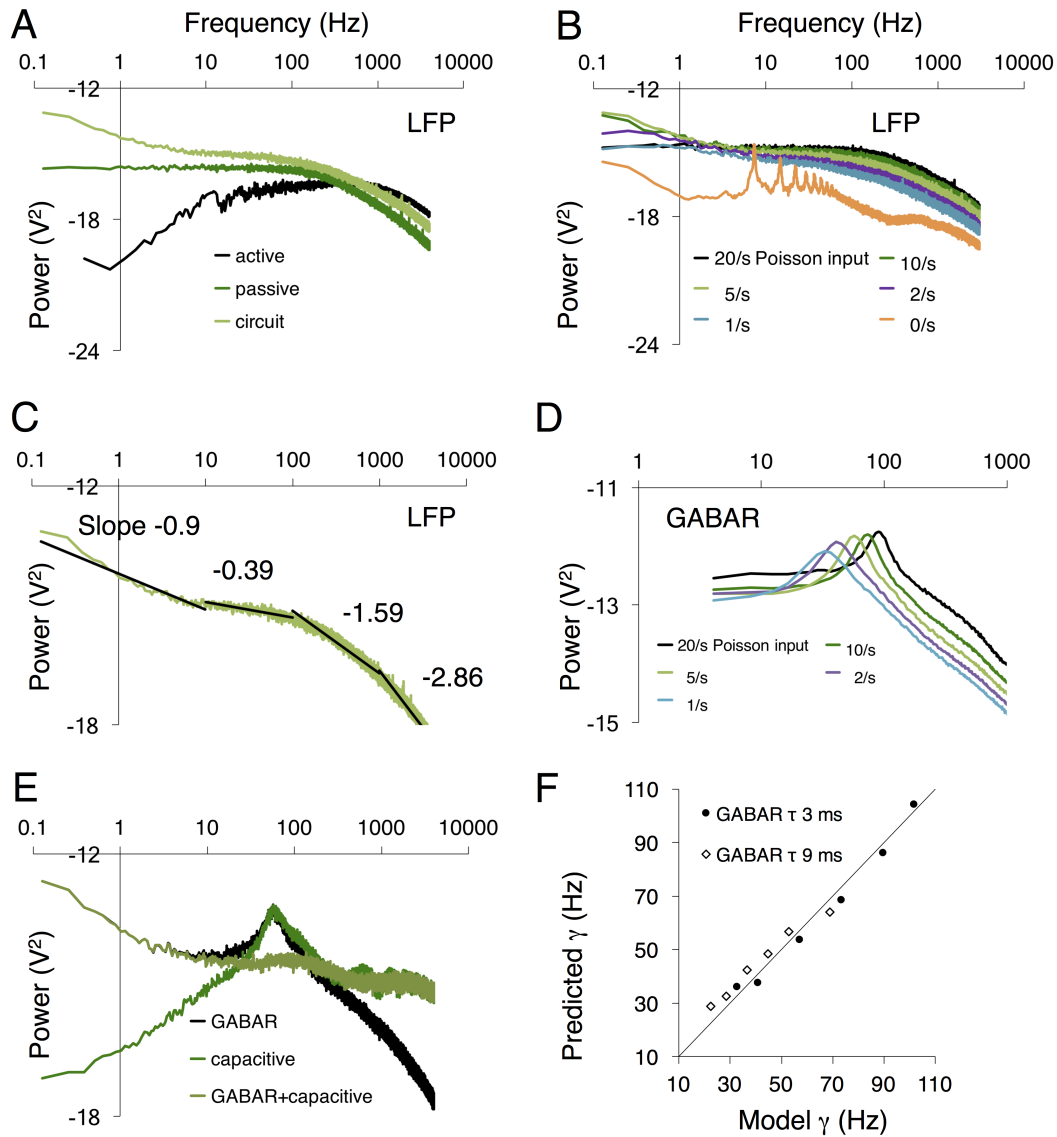 A
Frequency (Hz)
0.1 1 10 100 1000 10000
-12
LFP
-18
Power (V²)
active
passive
circuit
-24
B
Frequency (Hz)
0.1 1 10 100 1000 10000
-12
LFP
-18
Power (V²)
20/s Poisson input 10/s
5/s 2/s
1/s 0/s
-24
C
0.1 1 10 100 1000 10000
-12
LFP
Slope -0.9
-0.39
-1.59
-2.86
Power (V²)
-18
D
1 10 100 1000
-11
GABAR
-13
Power (V²)
20/s Poisson input 10/s
5/s 2/s
1/s
-15
E
0.1 1 10 100 1000 10000
-12
Power (V²)
GABAR
capacitive
GABAR+capacitive
-18
F
110
GABAR τ 3 ms
90
GABAR τ 9 ms
70
50
30
10
Predicted γ (Hz)
10 30 50 70 90 110
Model γ (Hz)